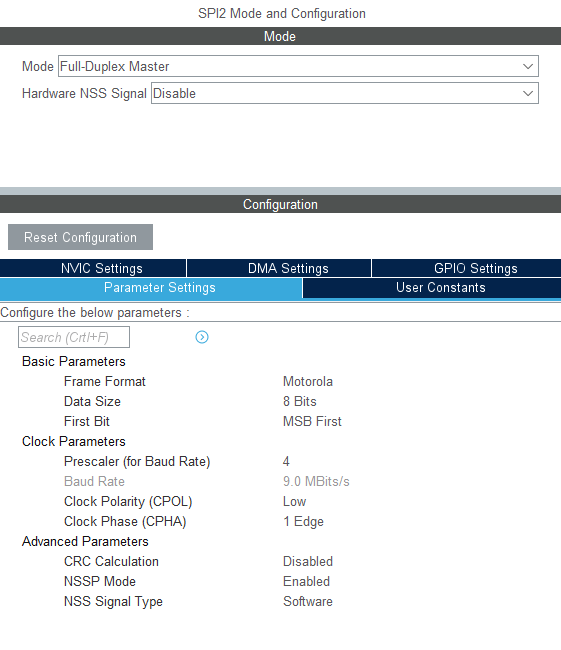 SPI2 Mode and Configuration
Mode
Mode Full-Duplex Master
Hardware NSS Signal Disable
Configuration
Reset Configuration
NVIC Settings DMA Settings GPIO Settings
Parameter Settings User Constants
Configure the below parameters :
Search (Crtl+F)
Basic Parameters
Frame Format Motorola
Data Size 8 Bits
First Bit MSB First
Clock Parameters
Prescaler (for Baud Rate) 4
Baud Rate 9.0 MBits/s
Clock Polarity (CPOL) Low
Clock Phase (CPHA) 1 Edge
Advanced Parameters
CRC Calculation Disabled
NSSP Mode Enabled
NSS Signal Type Software